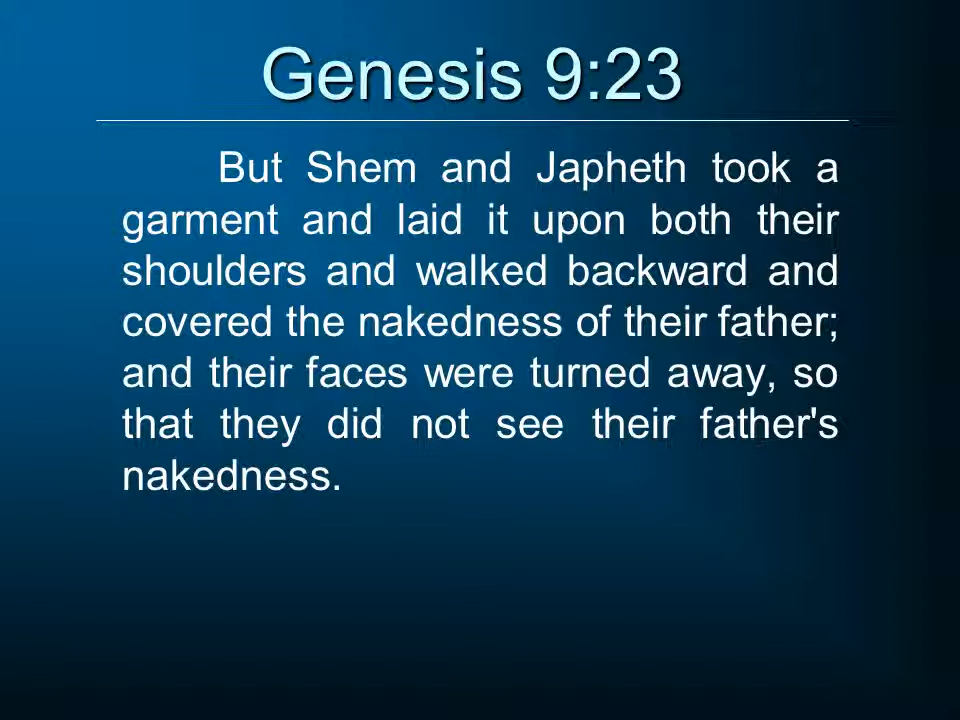 Genesis 9:23
But Shem and Japheth took a
garment and laid it upon both their
shoulders and walked backward and
covered the nakedness of their father;
and their faces were turned away, so
that they did not see their father's
nakedness.